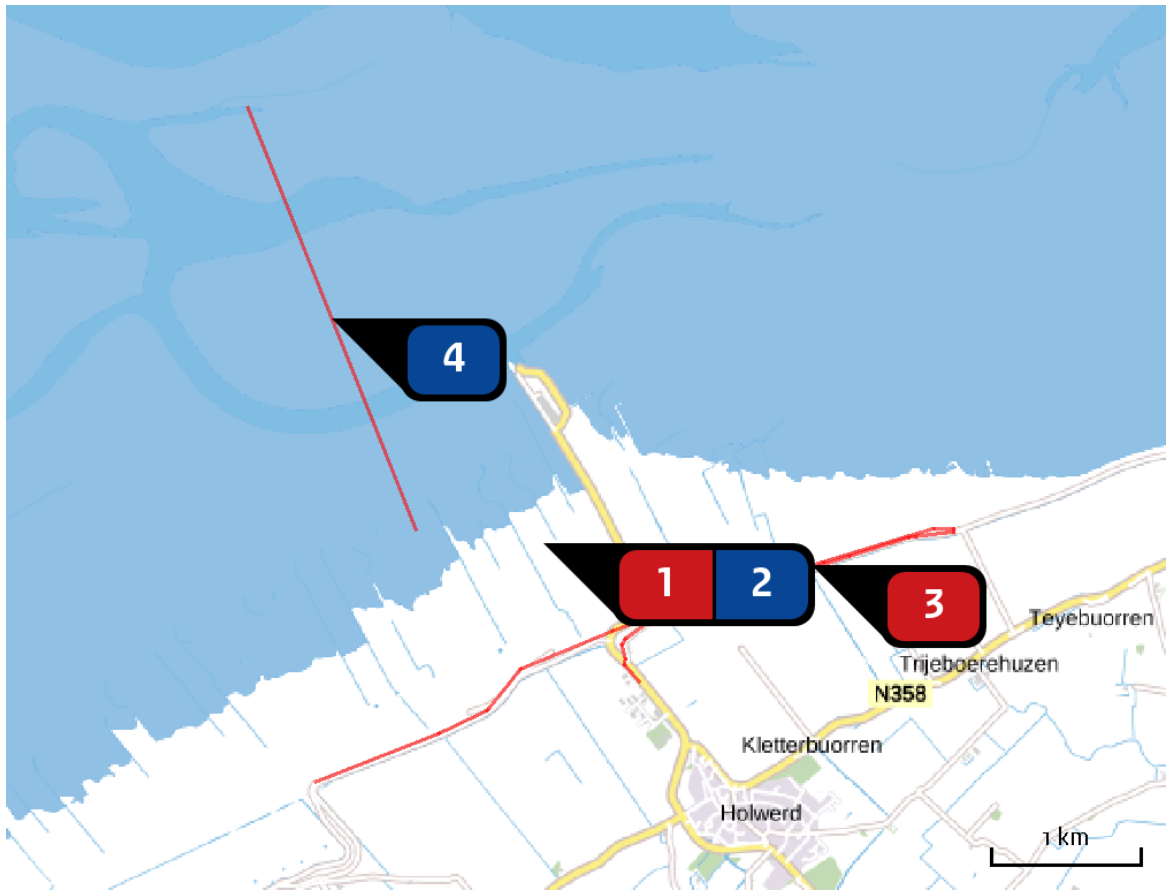 4
1 2
3
Teyebuorren
Trijeboerehuzen
N358
Kletterbuorren
Holwerd
1 km